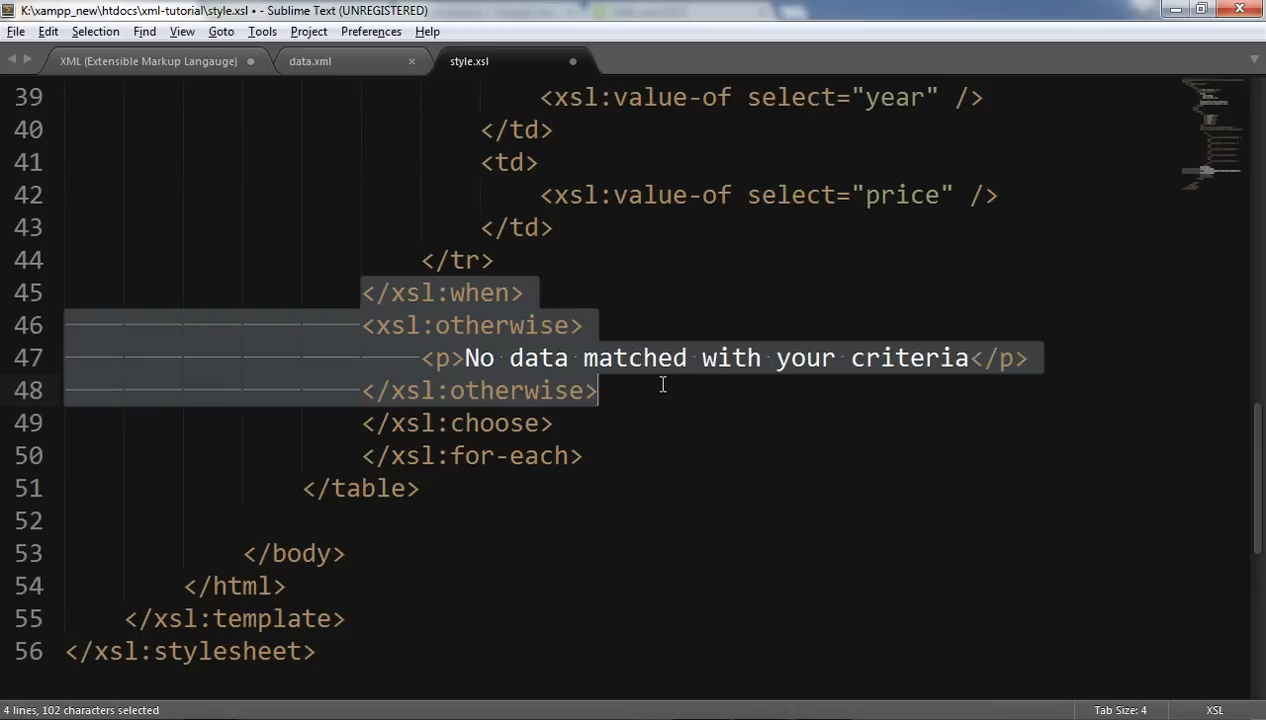 K:\xampp_new\htdocs\xml-tutorial\style.xsl • - Sublime Text (UNREGISTERED)
File Edit Selection Find View Goto Tools Project Preferences Help
XML (Extensible Markup Langauge) data.xml style.xsl
39 <xsl:value-of select="year" />
40 </td>
41 <td>
42 <xsl:value-of select="price" />
43 </td>
44 </tr>
45 </xsl:when>
46 <xsl:otherwise>
47 <p>No data matched with your criteria</p>
48 </xsl:otherwise>
49 </xsl:choose>
50 </xsl:for-each>
51 </table>
52
53 </body>
54 </html>
55 </xsl:template>
56 </xsl:stylesheet>
4 lines, 102 characters selected Tab Size: 4 XSL